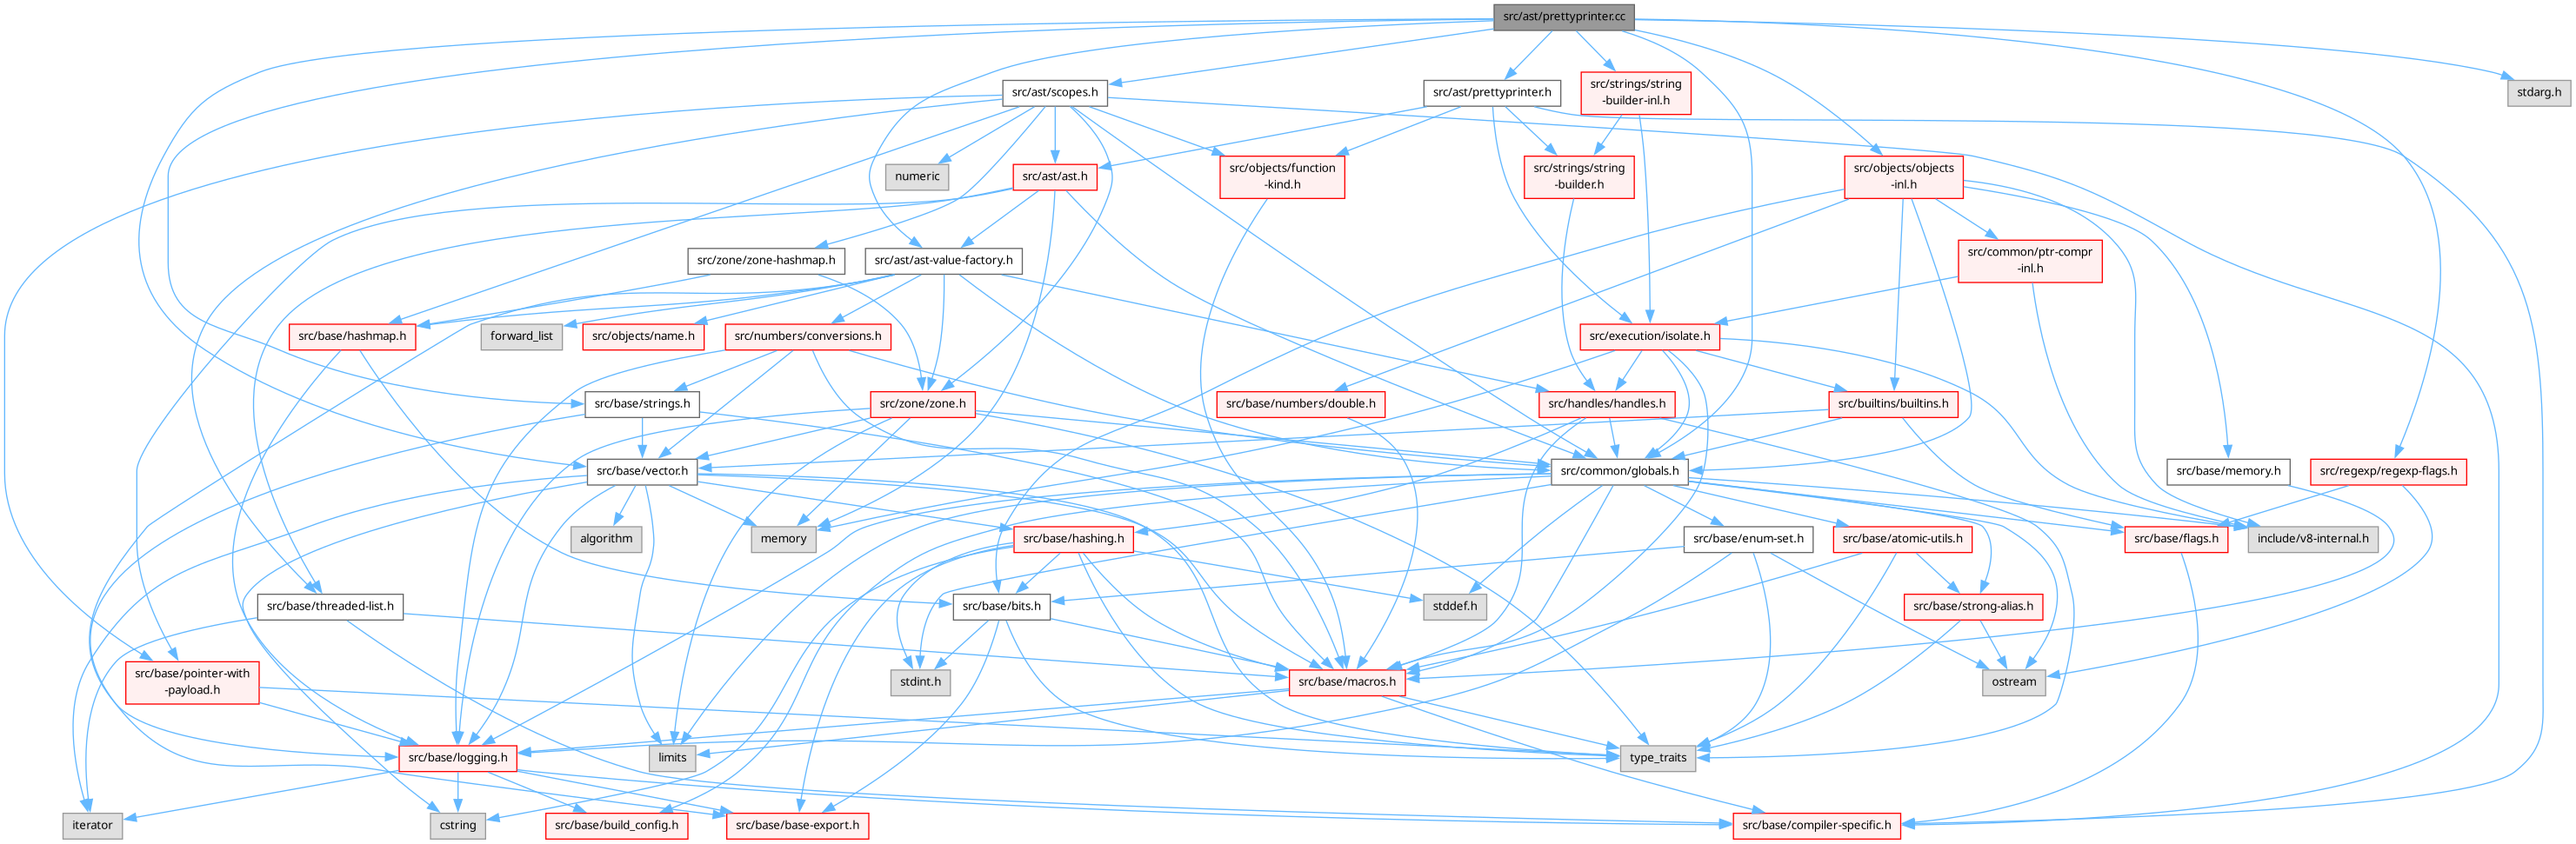 src/ast/prettyprinter.cc
src/ast/scopes.h
src/ast/prettyprinter.h
src/strings/string
-builder-inl.h
stdarg.h
numeric
src/ast/ast.h
src/objects/function
-kind.h
src/strings/string
-builder.h
src/objects/objects
-inl.h
src/zone/zone-hashmap.h
src/ast/ast-value-factory.h
src/common/ptr-compr
-inl.h
src/base/hashmap.h
forward_list
src/objects/name.h
src/numbers/conversions.h
src/execution/isolate.h
src/base/strings.h
src/zone/zone.h
src/base/numbers/double.h
src/handles/handles.h
src/builtins/builtins.h
src/base/vector.h
src/common/globals.h
src/base/memory.h
src/regexp/regexp-flags.h
algorithm
memory
src/base/hashing.h
src/base/enum-set.h
src/base/atomic-utils.h
src/base/flags.h
include/v8-internal.h
src/base/threaded-list.h
src/base/bits.h
stddef.h
src/base/strong-alias.h
src/base/pointer-with
-payload.h
stdint.h
src/base/macros.h
ostream
src/base/logging.h
limits
type_traits
iterator
cstring
src/base/build_config.h
src/base/base-export.h
src/base/compiler-specific.h